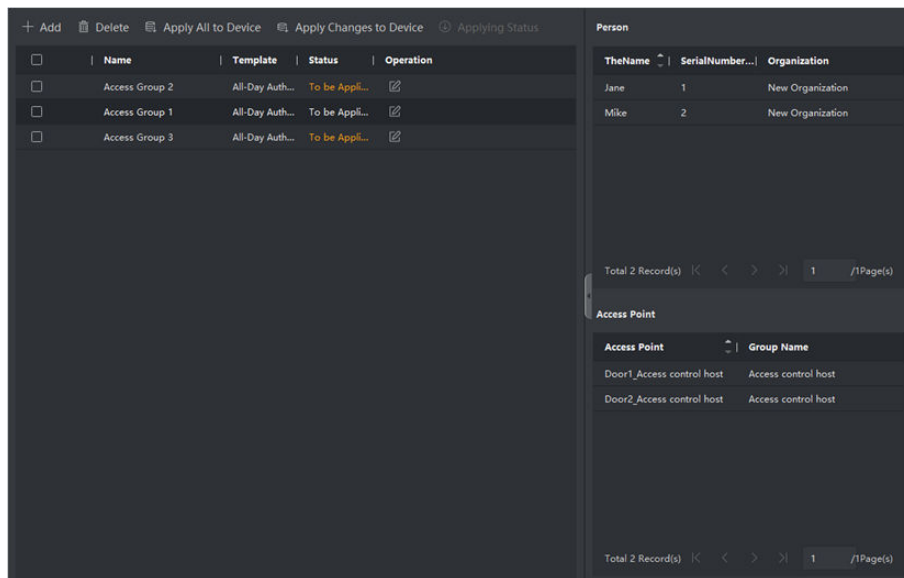 Add Delete Apply All to Device Apply Changes to Device Applying Status
Name Template Status Operation
Access Group 2 All-Day Auth... To be Appli...
Access Group 1 All-Day Auth... To be Appli...
Access Group 3 All-Day Auth... To be Appli...
Person
TheName SerialNumber... Organization
Jane 1 New Organization
Mike 2 New Organization
Total 2 Record(s) 1 /1Page(s)
Access Point
Access Point Group Name
Door1_Access control host Access control host
Door2_Access control host Access control host
Total 2 Record(s) 1 /1Page(s)